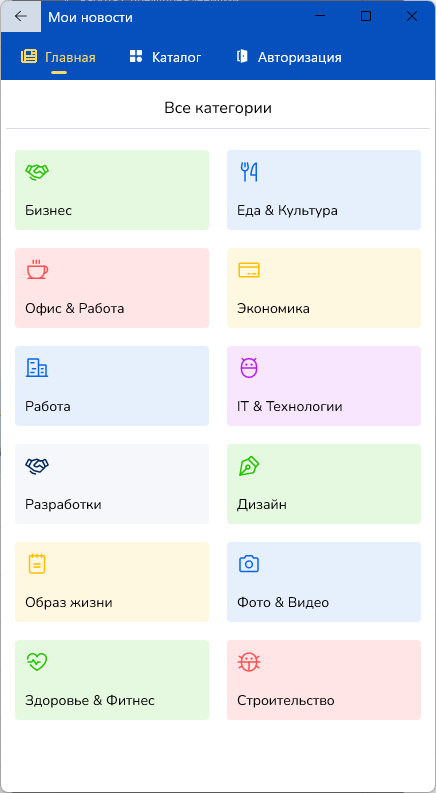 Мои новости
Главная Каталог Авторизация
Все категории
Бизнес
Еда & Культура
Офис & Работа
Экономика
Работа
IT & Технологии
Разработки
Дизайн
Образ жизни
Фото & Видео
Здоровье & Фитнес
Строительство